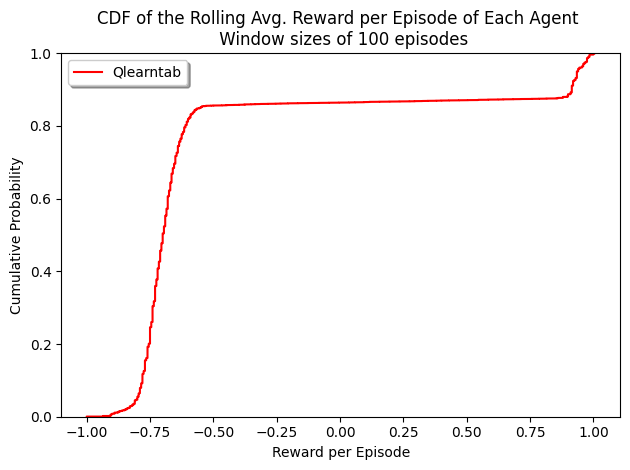 CDF of the Rolling Avg. Reward per Episode of Each Agent
Window sizes of 100 episodes
Qlearntab
Cumulative Probability
1.0
0.8
0.6
0.4
0.2
0.0
−1.00 −0.75 −0.50 −0.25 0.00 0.25 0.50 0.75 1.00
Reward per Episode